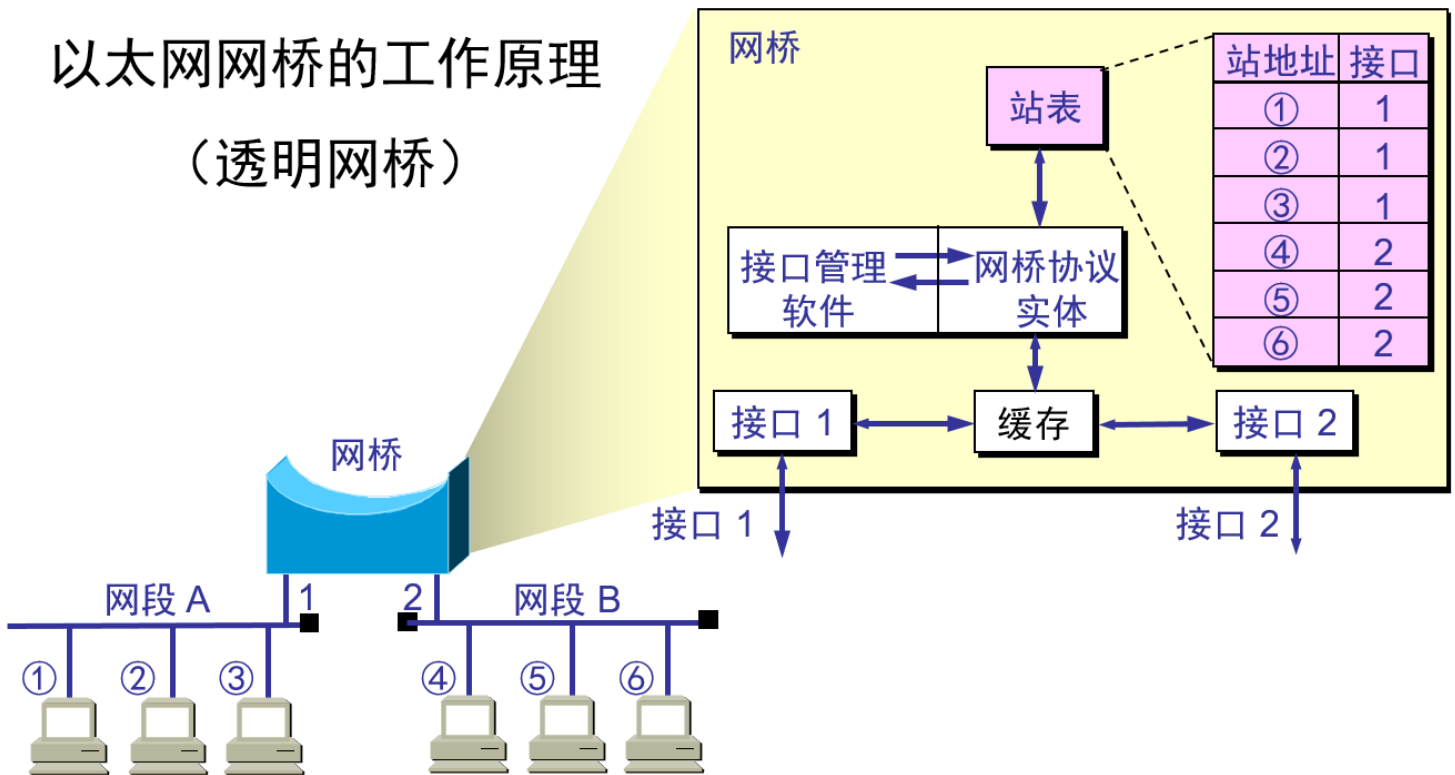 以太网网桥的工作原理
（透明网桥）
网桥
站表
站地址 接口
① 1
② 1
③ 1
④ 2
⑤ 2
⑥ 2
接口管理
软件
网桥协议
实体
接口 1
缓存
接口 2
接口 1
接口 2
网桥
网段 A
1
2
网段 B
①
②
③
④
⑤
⑥